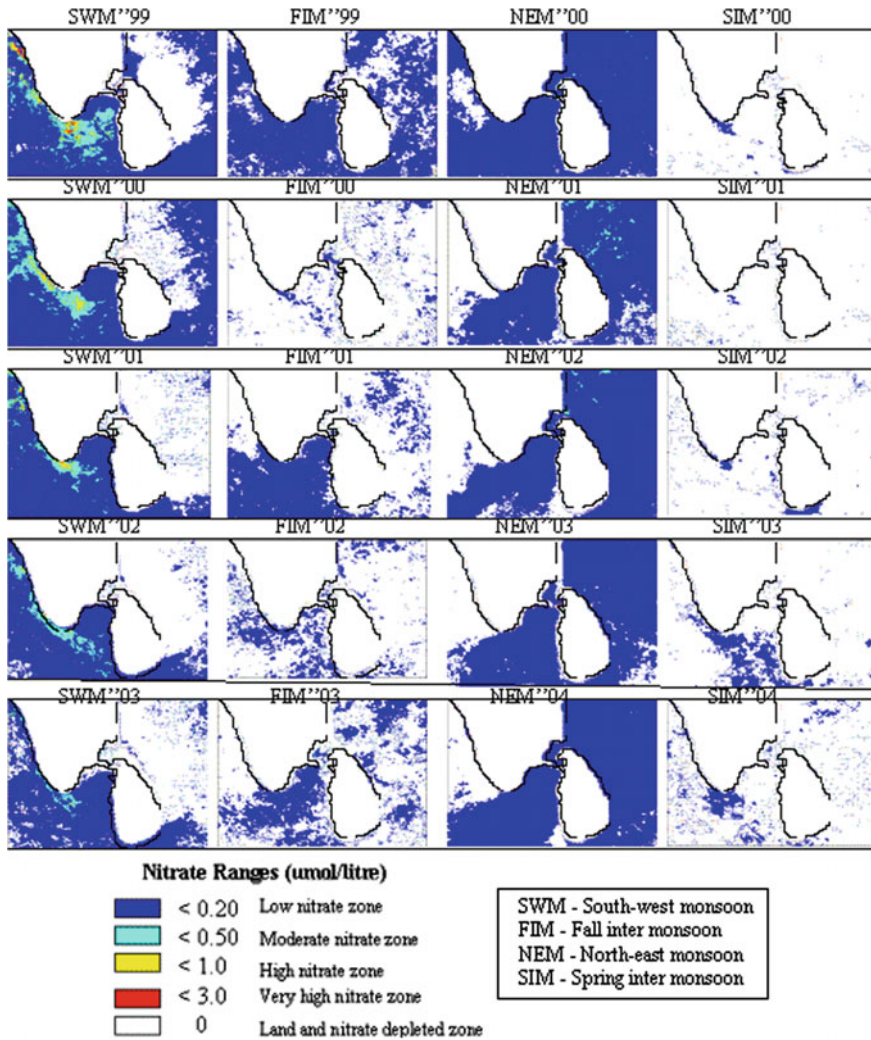 SWM"99 FIM"99 NEM"00 SIM"00
SWM"00 FIM"00 NEM"01 SIM"01
SWM"01 FIM"01 NEM"02 SIM"02
SWM"02 FIM"02 NEM"03 SIM"03
SWM"03 FIM"03 NEM"04 SIM"04
Nitrate Ranges (umol/litre)
< 0.20 Low nitrate zone
< 0.50 Moderate nitrate zone
< 1.0 High nitrate zone
< 3.0 Very high nitrate zone
0 Land and nitrate depleted zone
SWM - South-west monsoon
FIM - Fall inter monsoon
NEM - North-east monsoon
SIM - Spring inter monsoon